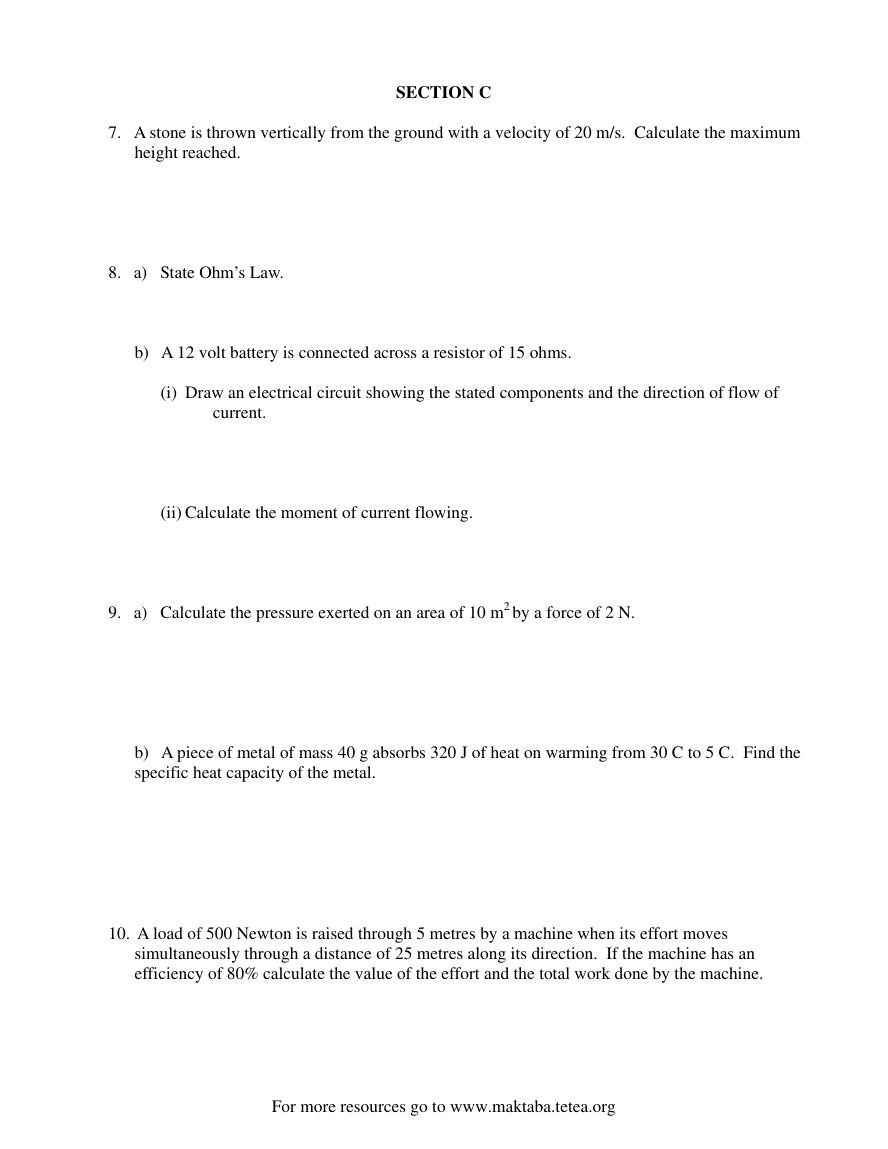 SECTION C
7. A stone is thrown vertically from the ground with a velocity of 20 m/s. Calculate the maximum
height reached.
8. a) State Ohm's Law.
b) A 12 volt battery is connected across a resistor of 15 ohms.
(i) Draw an electrical circuit showing the stated components and the direction of flow of
current.
(ii) Calculate the moment of current flowing.
9. a) Calculate the pressure exerted on an area of 10 m² by a force of 2 N.
b) A piece of metal of mass 40 g absorbs 320 J of heat on warming from 30 C to 5 C. Find the
specific heat capacity of the metal.
10. A load of 500 Newton is raised through 5 metres by a machine when its effort moves
simultaneously through a distance of 25 metres along its direction. If the machine has an
efficiency of 80% calculate the value of the effort and the total work done by the machine.
For more resources go to www.maktaba.tetea.org